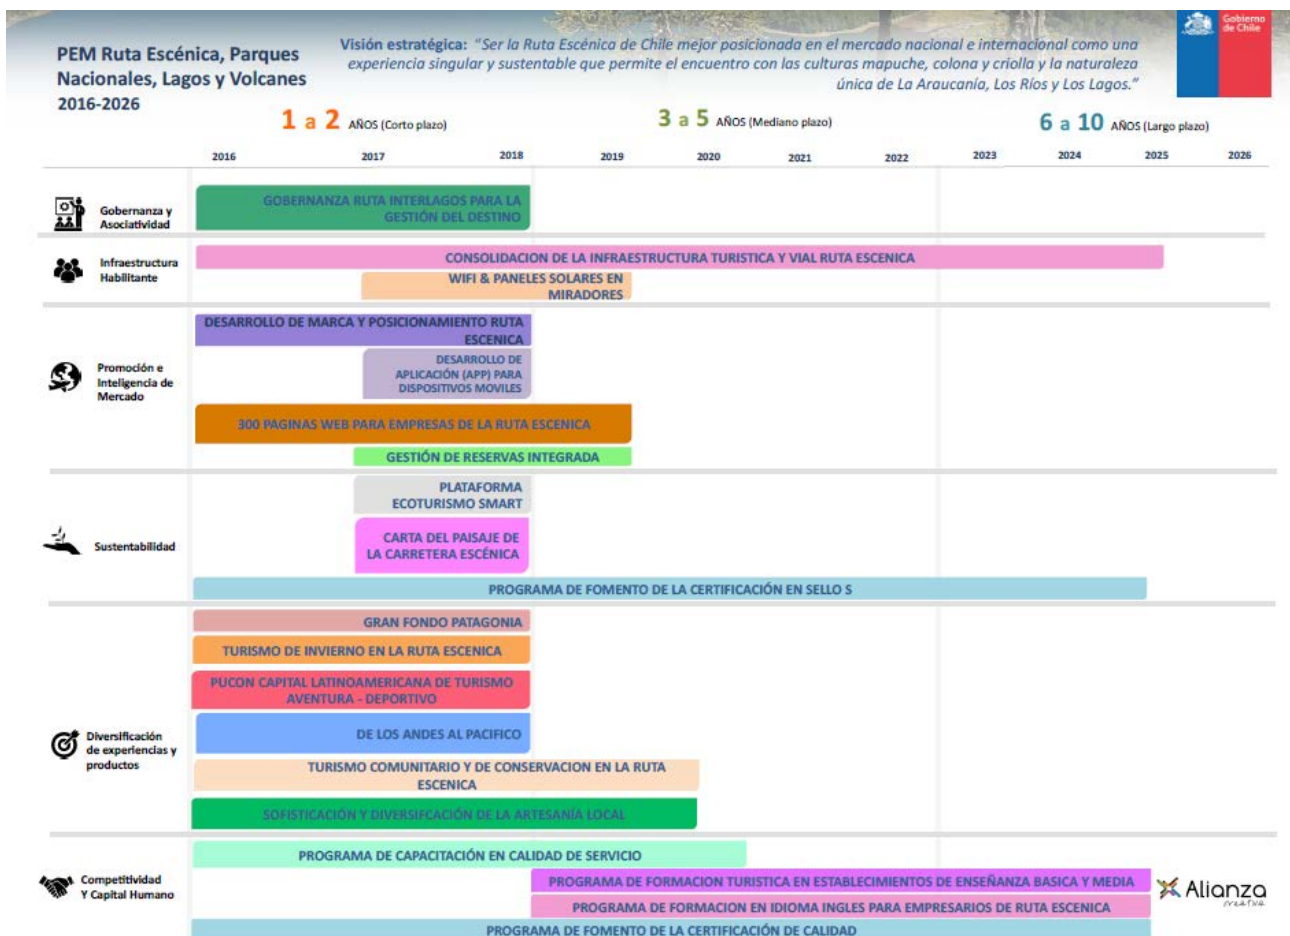 PEM Ruta Escénica, Parques
Nacionales, Lagos y Volcanes
2016-2026
Visión estratégica: “Ser la Ruta Escénica de Chile mejor posicionada en el mercado nacional e internacional como una
experiencia singular y sustentable que permite el encuentro con las culturas mapuche, colona y criolla y la naturaleza
única de La Araucanía, Los Ríos y Los Lagos.”
Gobierno
de Chile
1 a 2 AÑOS (Corto plazo)
3 a 5 AÑOS (Mediano plazo)
6 a 10 AÑOS (Largo plazo)
2016 2017 2018 2019 2020 2021 2022 2023 2024 2025 2026
Gobernanza y
Asociatividad
GOBERNANZA RUTA INTERLAGOS PARA LA
GESTIÓN DEL DESTINO
Infraestructura
Habilitante
CONSOLIDACION DE LA INFRAESTRUCTURA TURISTICA Y VIAL RUTA ESCENICA
WIFI & PANELES SOLARES EN
MIRADORES
Promoción e
Inteligencia de
Mercado
DESARROLLO DE MARCA Y POSICIONAMIENTO RUTA
ESCENICA
DESARROLLO DE
APLICACIÓN (APP) PARA
DISPOSITIVOS MOVILES
300 PAGINAS WEB PARA EMPRESAS DE LA RUTA ESCENICA
GESTIÓN DE RESERVAS INTEGRADA
Sustentabilidad
PLATAFORMA
ECOTURISMO SMART
CARTA DEL PAISAJE DE
LA CARRETERA ESCÉNICA
PROGRAMA DE FOMENTO DE LA CERTIFICACIÓN EN SELLO S
Diversificación
de experiencias y
productos
GRAN FONDO PATAGONIA
TURISMO DE INVIERNO EN LA RUTA ESCENICA
PUCON CAPITAL LATINOAMERICANA DE TURISMO
AVENTURA - DEPORTIVO
DE LOS ANDES AL PACIFICO
TURISMO COMUNITARIO Y DE CONSERVACION EN LA RUTA
ESCENICA
SOFISTICACIÓN Y DIVERSIFCACIÓN DE LA ARTESANÍA LOCAL
Competitividad
Y Capital Humano
PROGRAMA DE CAPACITACIÓN EN CALIDAD DE SERVICIO
PROGRAMA DE FORMACION TURISTICA EN ESTABLECIMIENTOS DE ENSEÑANZA BASICA Y MEDIA
PROGRAMA DE FORMACION EN IDIOMA INGLES PARA EMPRESARIOS DE RUTA ESCENICA
PROGRAMA DE FOMENTO DE LA CERTIFICACIÓN DE CALIDAD
Alianza
creativa